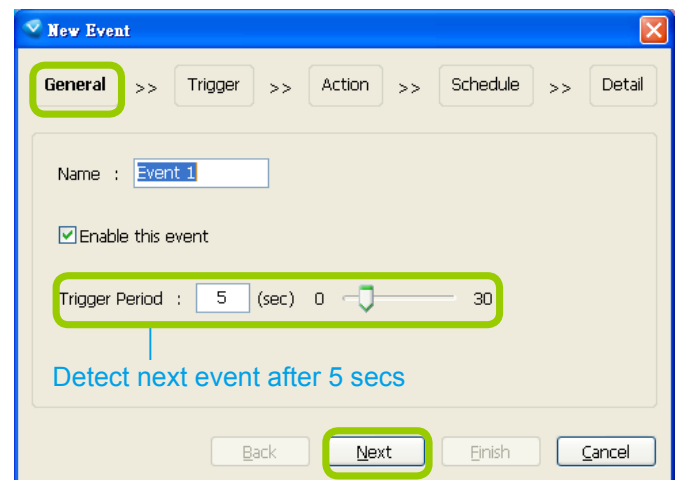 New Event
General >> Trigger >> Action >> Schedule >> Detail
Name : Event 1
Enable this event
Trigger Period : 5 (sec) 0 30
Detect next event after 5 secs
Back Next Finish Cancel